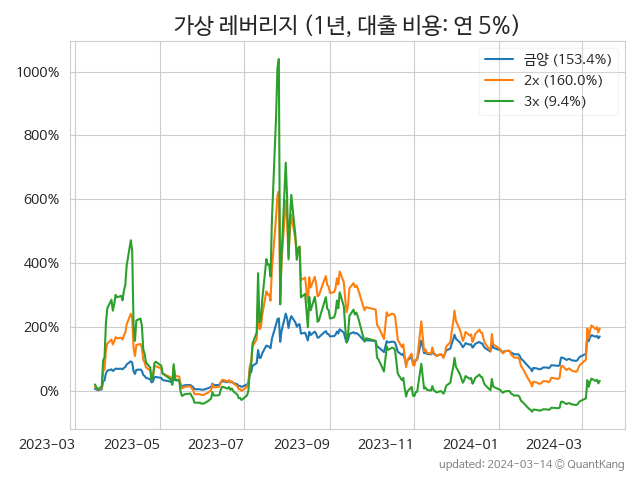 가상 레버리지 (1년, 대출 비용: 연 5%)
금양 (153.4%)
2x (160.0%)
3x (9.4%)
1000%
800%
600%
400%
200%
0%
2023-03 2023-05 2023-07 2023-09 2023-11 2024-01 2024-03
updated: 2024-03-14 © QuantKang